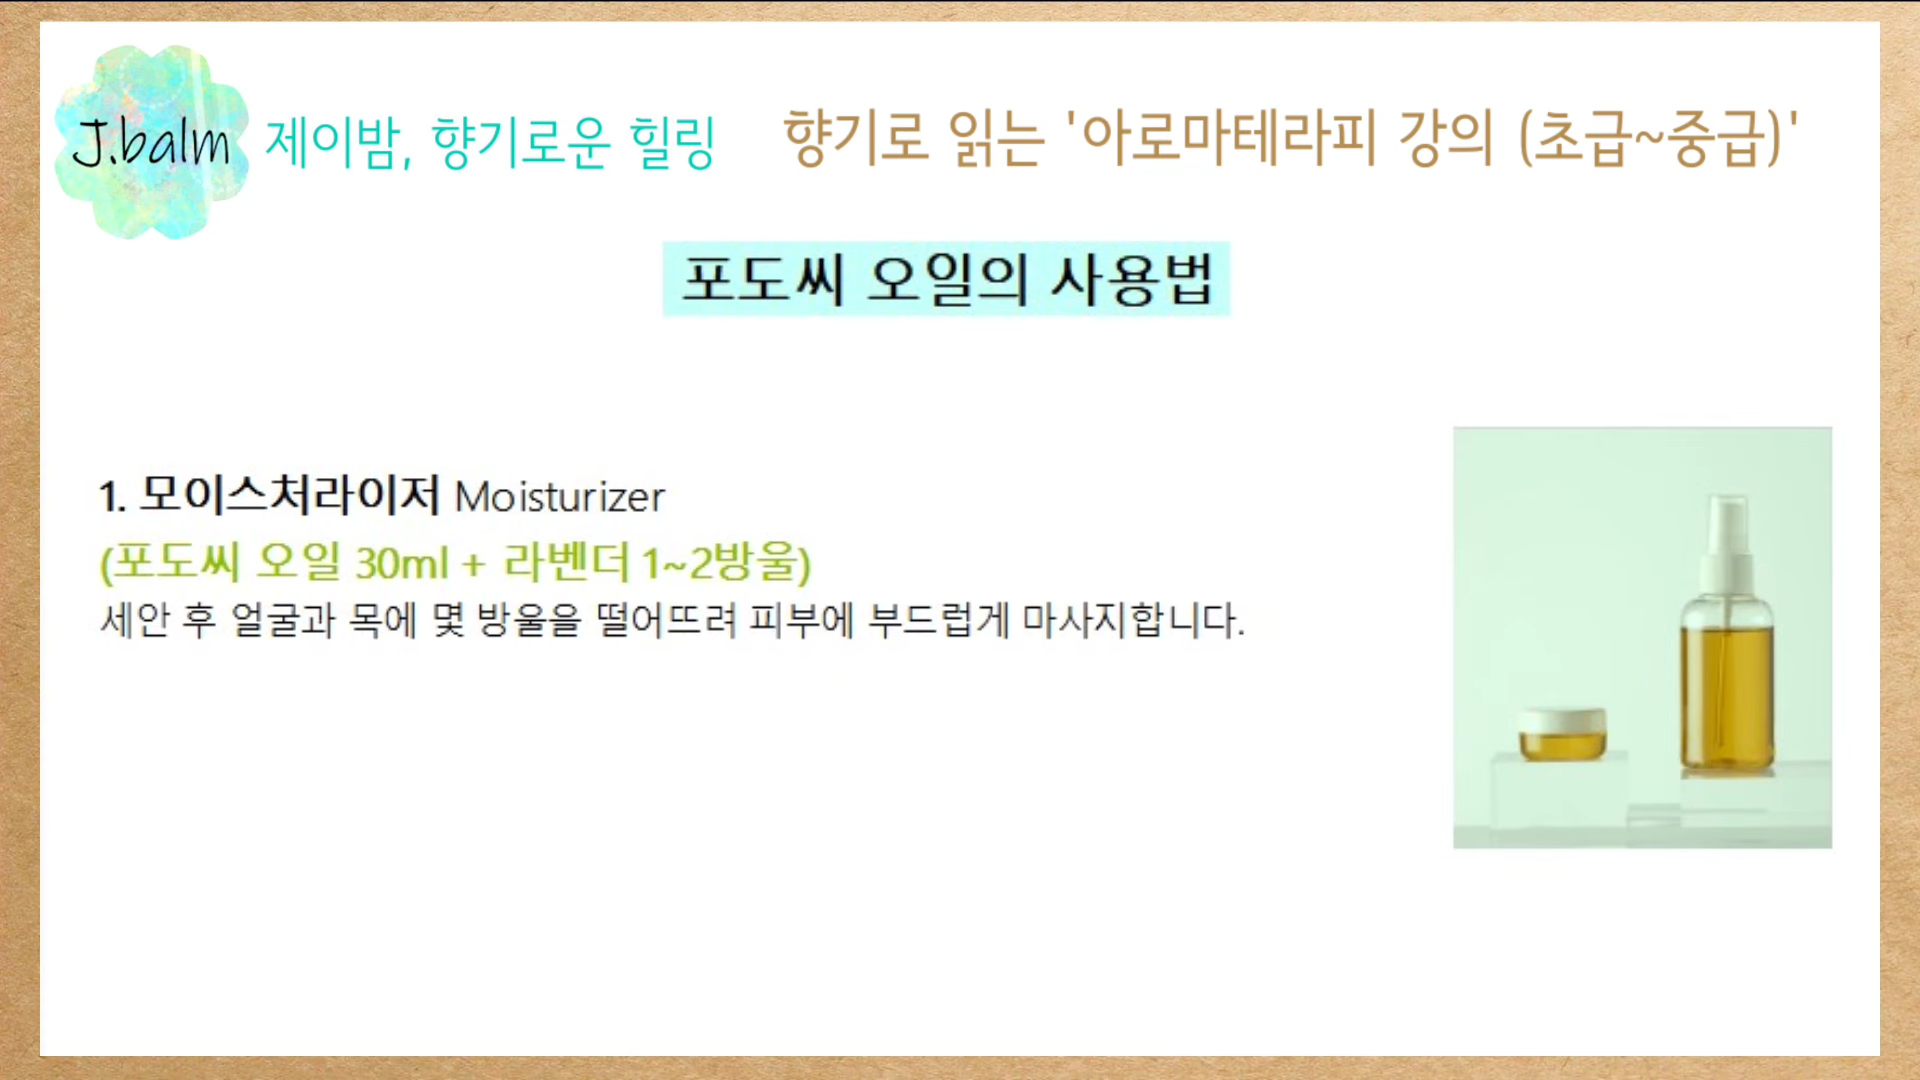 J.balm 제이밤, 향기로운 힐링 향기로 읽는 '아로마테라피 강의 (초급~중급)'
포도씨 오일의 사용법
1. 모이스처라이저 Moisturizer
(포도씨 오일 30ml + 라벤더 1~2방울)
세안 후 얼굴과 목에 몇 방울을 떨어뜨려 피부에 부드럽게 마사지합니다.